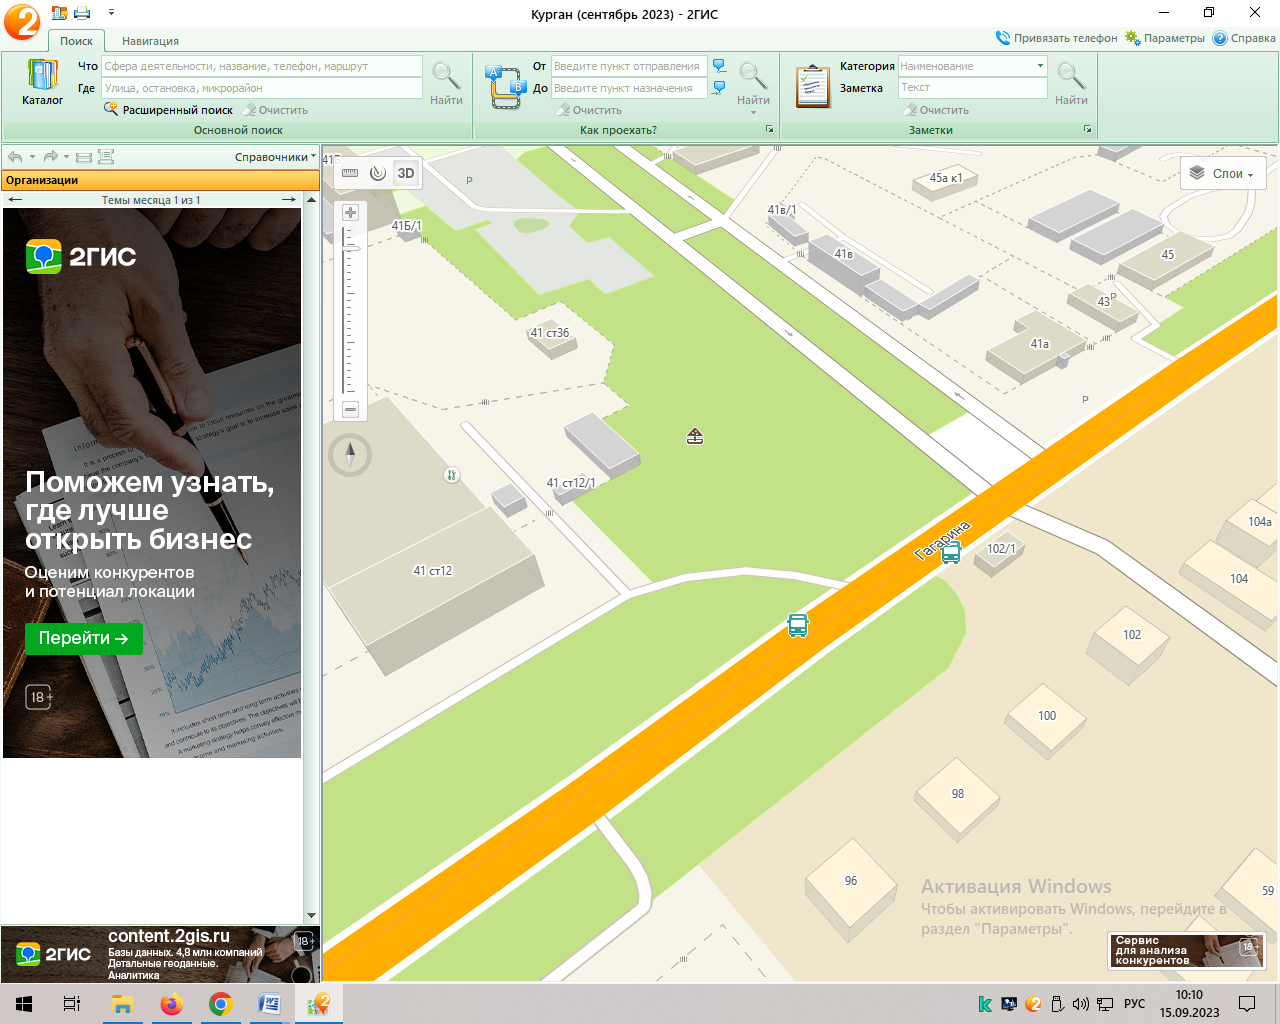 Курган (сентябрь 2023) - 2ГИС
Поиск
Навигация
Привязать телефон
Параметры
Справка
Каталог
Что
Сфера деятельности, название, телефон, маршрут
Где
Улица, остановка, микрорайон
Расширенный поиск
Очистить
Найти
Основной поиск
От
Введите пункт отправления
До
Введите пункт назначения
Очистить
Найти
Как проехать?
Категория
Наименование
Заметка
Текст
Очистить
Найти
Заметки
Справочники
Организации
Темы месяца 1 из 1
2ГИС
Поможем узнать,
где лучше
открыть бизнес
Оценим конкурентов
и потенциал локации
Перейти →
18+
content.2gis.ru
2ГИС
Базы данных. 4,8 млн компаний
Детальные геоданные.
Аналитика
18+
3D
Слои
P
45а к1
41в/1
41Б/1
41в
45
43
P
41 ст36
41а
P
41 ст12/1
41 ст12
Гагарина
102/1
104а
104
102
100
98
96
59
Активация Windows
Чтобы активировать Windows, перейдите в
раздел "Параметры".
Сервис
для анализа
конкурентов
18+
РУС
10:10
15.09.2023